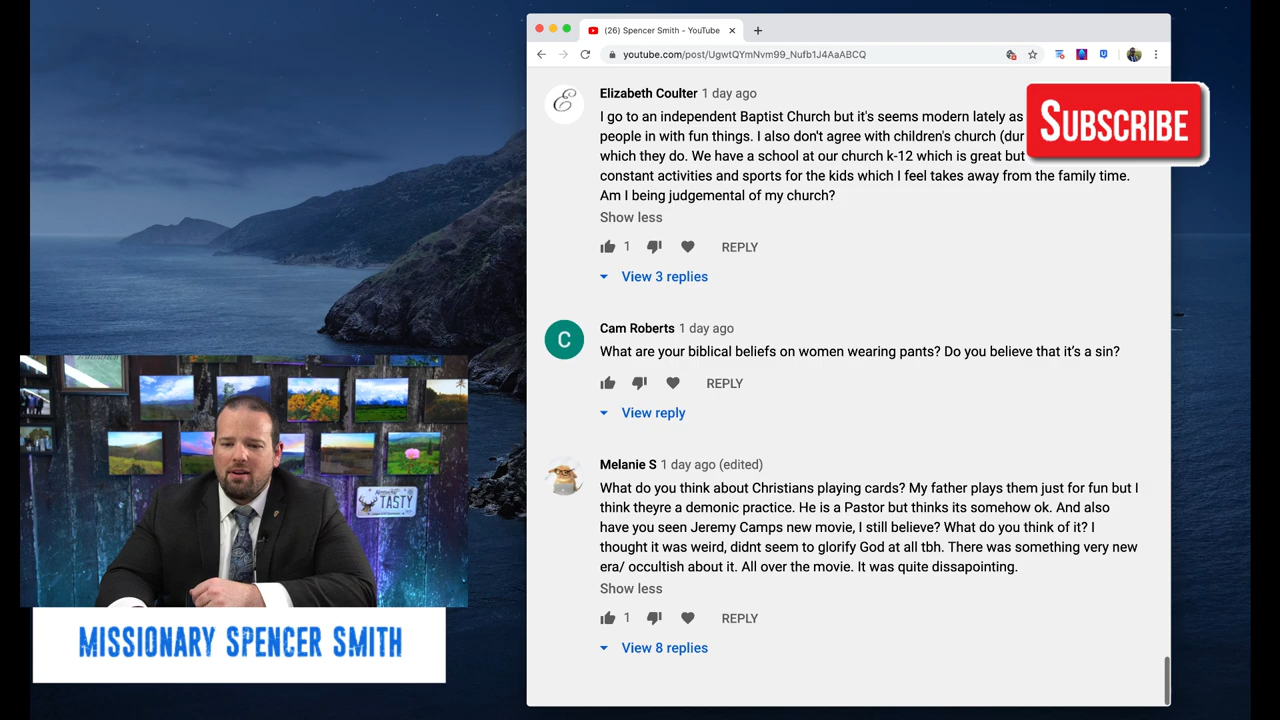 (26) Spencer Smith - YouTube
youtube.com/post/UgwtQYmNvm99_Nufb1J4AaABCQ
Elizabeth Coulter 1 day ago
I go to an independent Baptist Church but it's seems modern lately as
people in with fun things. I also don't agree with children's church (dur
which they do. We have a school at our church k-12 which is great but
constant activities and sports for the kids which I feel takes away from the family time.
Am I being judgemental of my church?
Show less
1 REPLY
View 3 replies
SUBSCRIBE
C
Cam Roberts 1 day ago
What are your biblical beliefs on women wearing pants? Do you believe that it's a sin?
REPLY
View reply
Melanie S 1 day ago (edited)
What do you think about Christians playing cards? My father plays them just for fun but I
think theyre a demonic practice. He is a Pastor but thinks its somehow ok. And also
have you seen Jeremy Camps new movie, I still believe? What do you think of it? I
thought it was weird, didnt seem to glorify God at all tbh. There was something very new
era/ occultish about it. All over the movie. It was quite dissapointing.
Show less
1 REPLY
View 8 replies
TASTY
MISSIONARY SPENCER SMITH